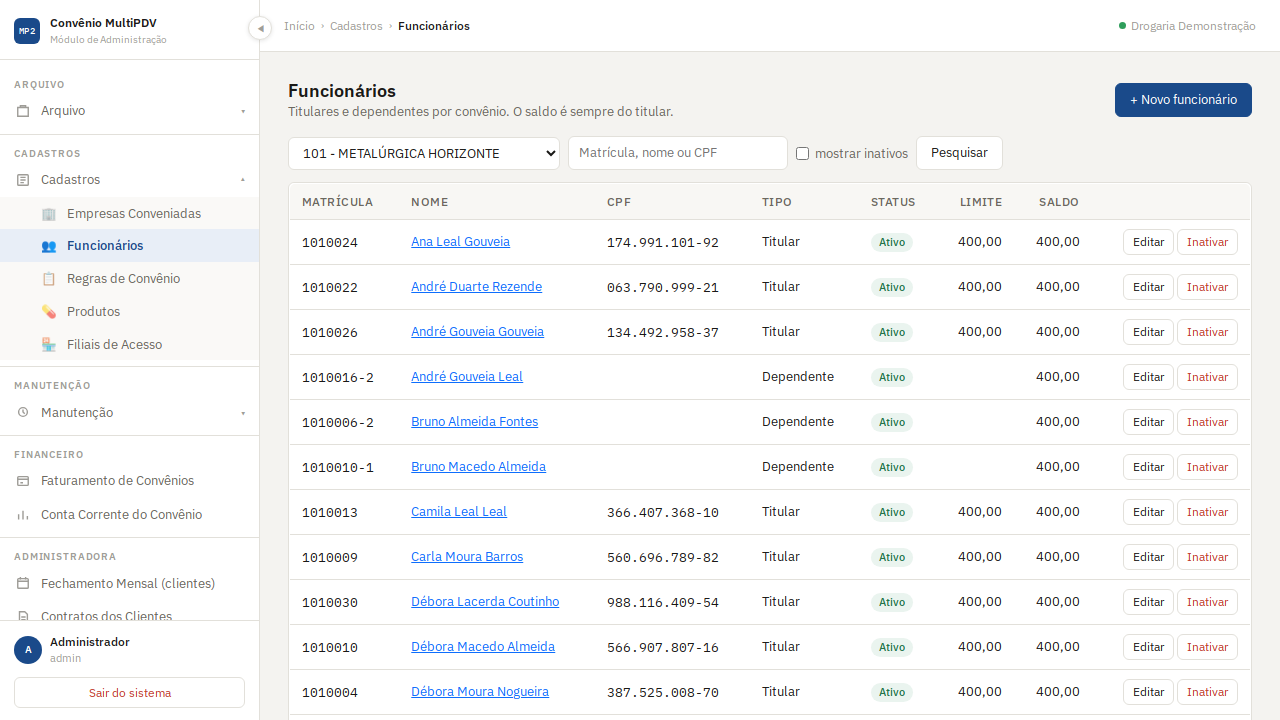 MP2
Convênio MultiPDV
Módulo de Administração
Início › Cadastros › Funcionários
Drogaria Demonstração
ARQUIVO
Arquivo
CADASTROS
Cadastros
Empresas Conveniadas
Funcionários
Regras de Convênio
Produtos
Filiais de Acesso
MANUTENÇÃO
Manutenção
FINANCEIRO
Faturamento de Convênios
Conta Corrente do Convênio
ADMINISTRADORA
Fechamento Mensal (clientes)
Contratos dos Clientes
A
Administrador
admin
Sair do sistema
Funcionários
Titulares e dependentes por convênio. O saldo é sempre do titular.
+ Novo funcionário
101 - METALÚRGICA HORIZONTE Matrícula, nome ou CPF mostrar inativos Pesquisar
MATRÍCULA NOME CPF TIPO STATUS LIMITE SALDO
1010024 Ana Leal Gouveia 174.991.101-92 Titular Ativo 400,00 400,00 Editar Inativar
1010022 André Duarte Rezende 063.790.999-21 Titular Ativo 400,00 400,00 Editar Inativar
1010026 André Gouveia Gouveia 134.492.958-37 Titular Ativo 400,00 400,00 Editar Inativar
1010016-2 André Gouveia Leal Dependente Ativo 400,00 Editar Inativar
1010006-2 Bruno Almeida Fontes Dependente Ativo 400,00 Editar Inativar
1010010-1 Bruno Macedo Almeida Dependente Ativo 400,00 Editar Inativar
1010013 Camila Leal Leal 366.407.368-10 Titular Ativo 400,00 400,00 Editar Inativar
1010009 Carla Moura Barros 560.696.789-82 Titular Ativo 400,00 400,00 Editar Inativar
1010030 Débora Lacerda Coutinho 988.116.409-54 Titular Ativo 400,00 400,00 Editar Inativar
1010010 Débora Macedo Almeida 566.907.807-16 Titular Ativo 400,00 400,00 Editar Inativar
1010004 Débora Moura Nogueira 387.525.008-70 Titular Ativo 400,00 400,00 Editar Inativar